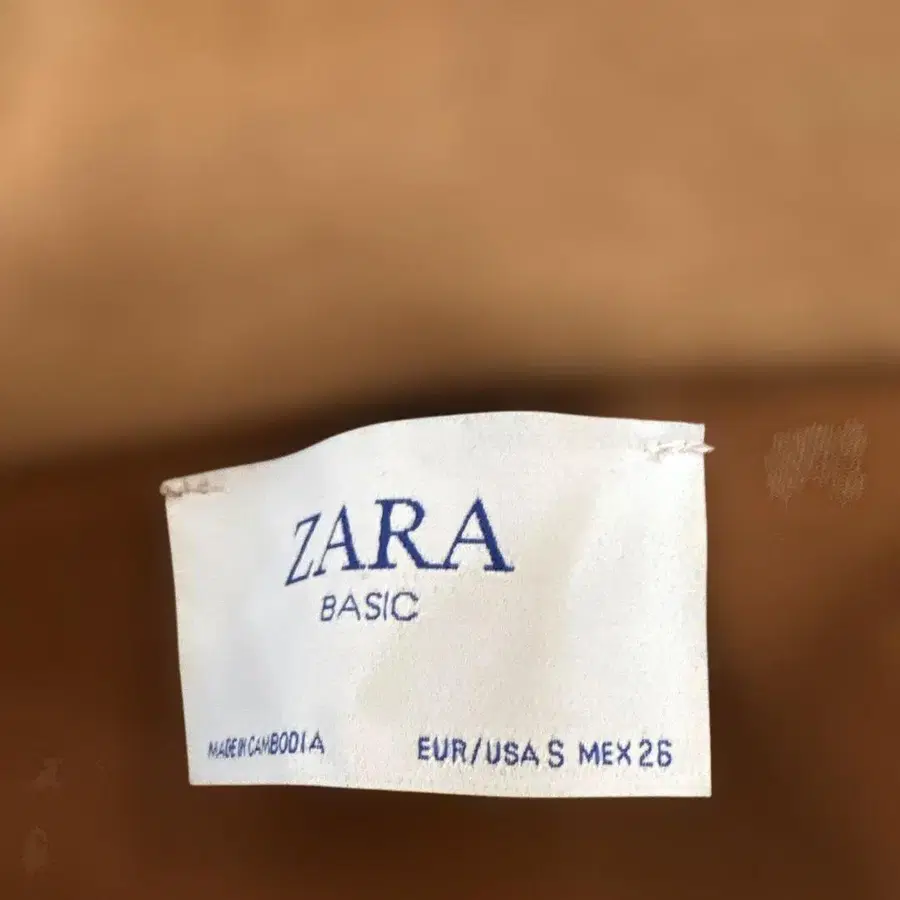 ZARA
BASIC
MADE IN CAMBODIA
EUR/USA S MEX 26